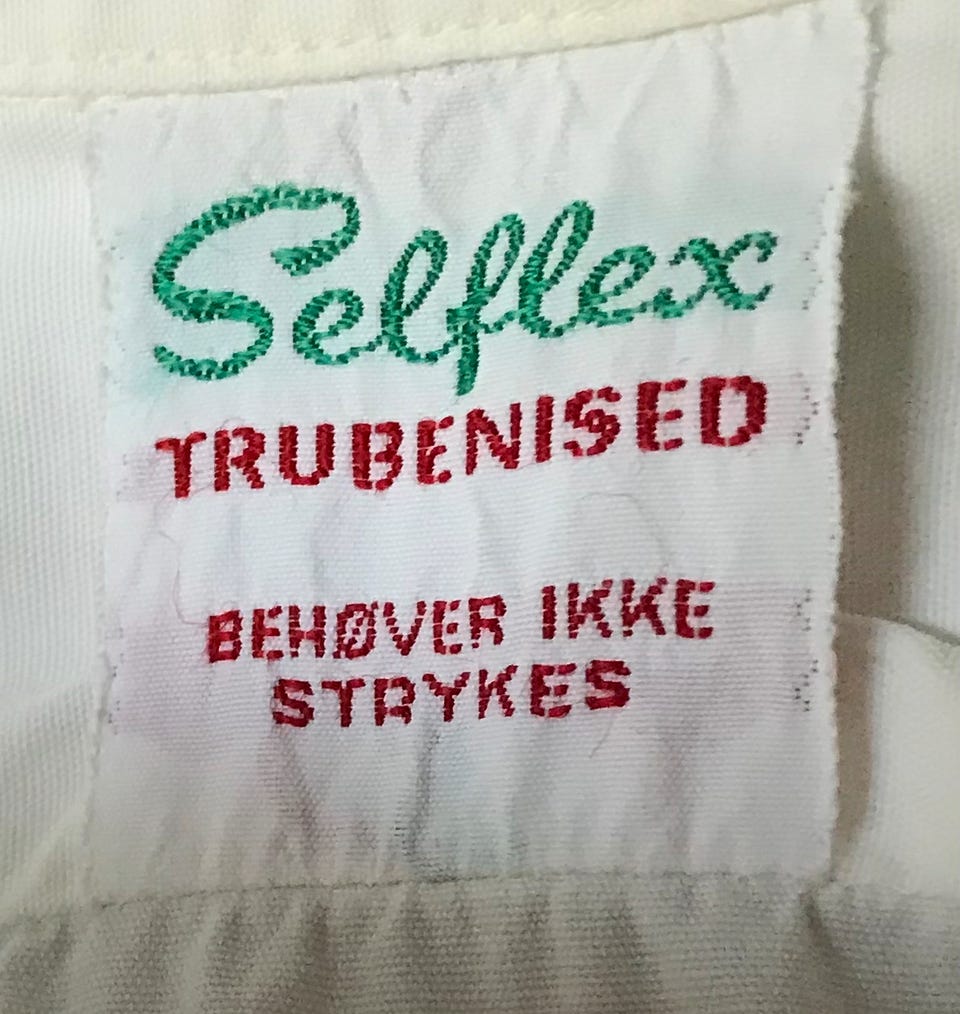 Selflex
TRUBENISED
BEHØVER IKKE
STRYKES